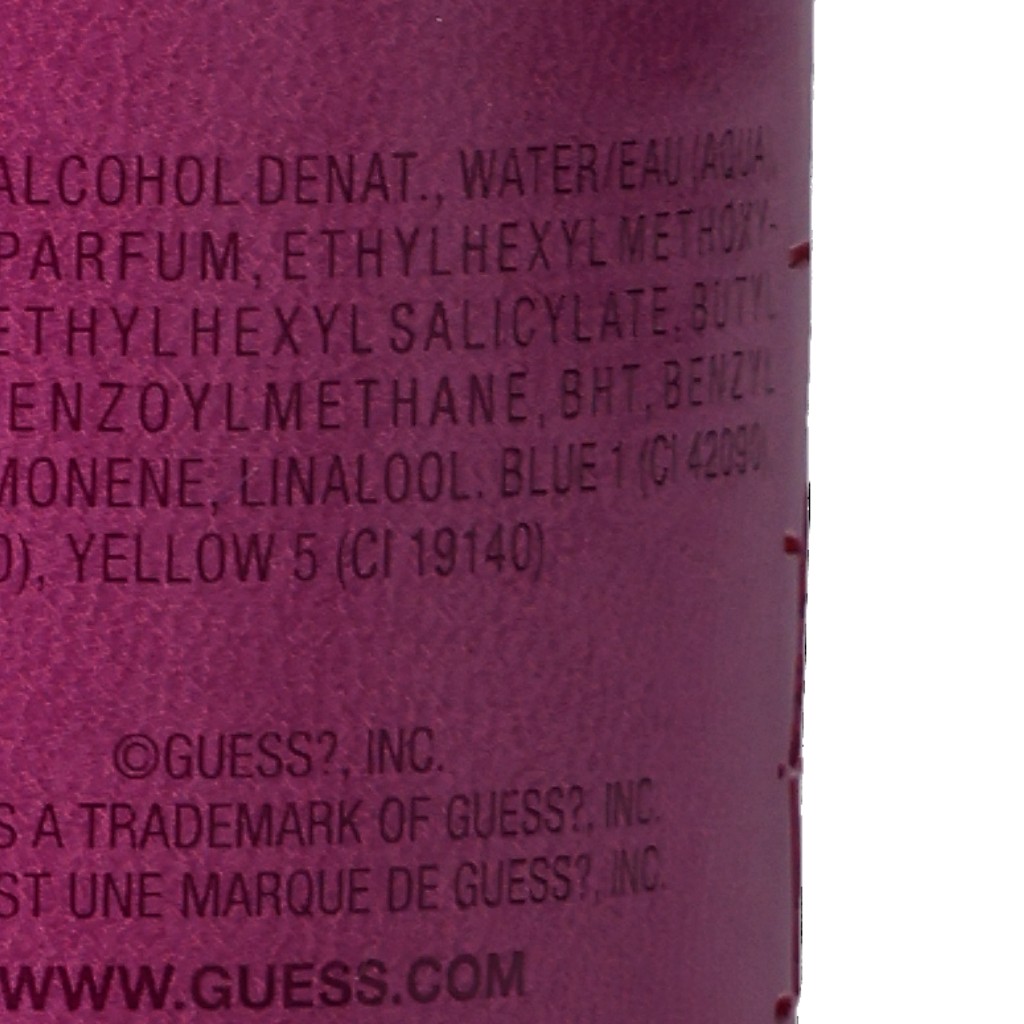 ALCOHOL DENAT., WATER/EAU (AQUA
PARFUM, ETHYLHEXYL METHOXY-
ETHYLHEXYL SALICYLATE, BUTYL
ENZOYLMETHANE, BHT, BENZYL
MONENE, LINALOOL. BLUE 1 (CI 42090),
0), YELLOW 5 (CI 19140)
©GUESS?, INC.
S A TRADEMARK OF GUESS?, INC.
ST UNE MARQUE DE GUESS?, INC.
WWW.GUESS.COM